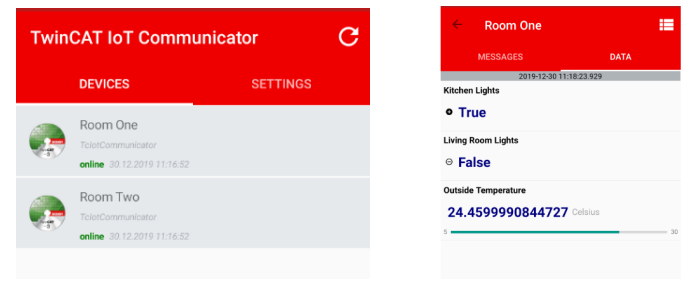 TwinCAT IoT Communicator
DEVICES SETTINGS
Room One
TcIotCommunicator
online 30.12.2019 11:16:52
Room Two
TcIotCommunicator
online 30.12.2019 11:16:52
Room One
MESSAGES DATA
2019-12-30 11:18:23.929
Kitchen Lights
True
Living Room Lights
False
Outside Temperature
24.4599990844727 Celsius
5 30